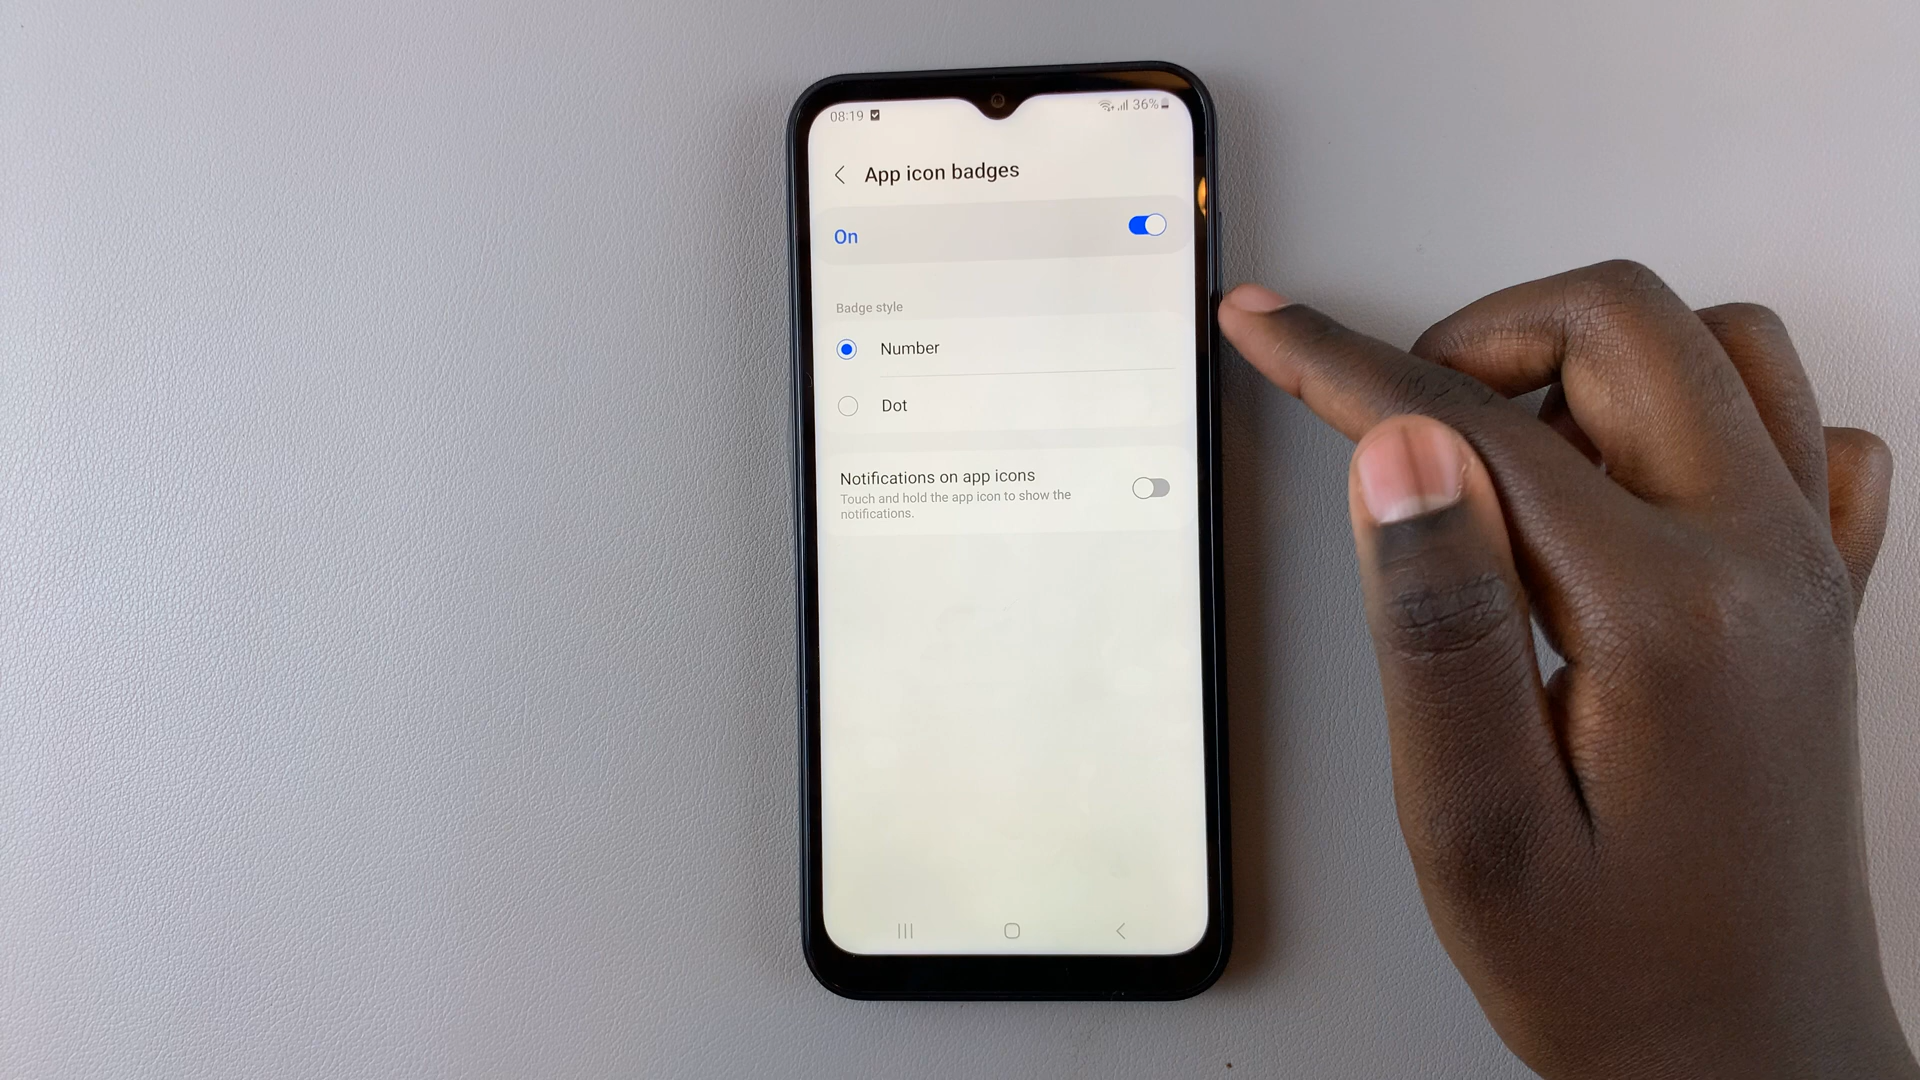 08:19 36%
App icon badges
On
Badge style
Number
Dot
Notifications on app icons
Touch and hold the app icon to show the
notifications.